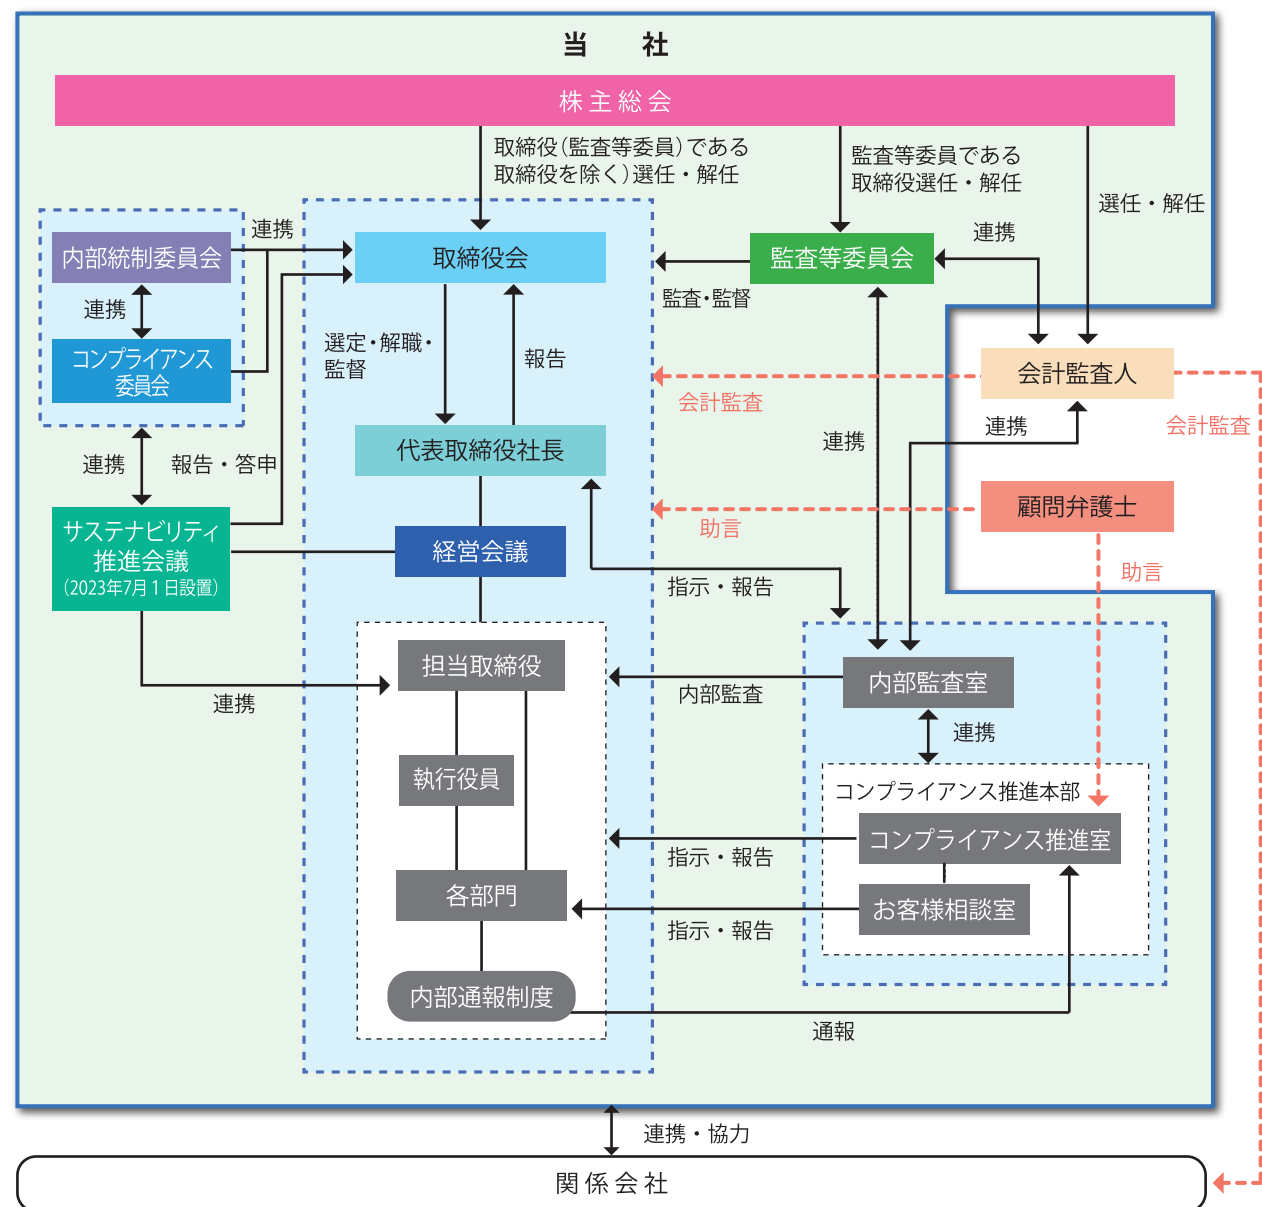 当　社
株主総会
取締役（監査等委員）である
取締役を除く）選任・解任
監査等委員である
取締役選任・解任
選任・解任
内部統制委員会
連携
取締役会
監査等委員会
連携
連携
監査・監督
コンプライアンス
委員会
選定・解職・
監督
報告
会計監査人
会計監査
会計監査
連携
報告・答申
代表取締役社長
連携
連携
サステナビリティ
推進会議
（2023年7月1日設置）
経営会議
助言
顧問弁護士
助言
指示・報告
担当取締役
連携
内部監査
内部監査室
連携
執行役員
コンプライアンス推進本部
コンプライアンス推進室
指示・報告
各部門
お客様相談室
指示・報告
内部通報制度
通報
連携・協力
関係会社